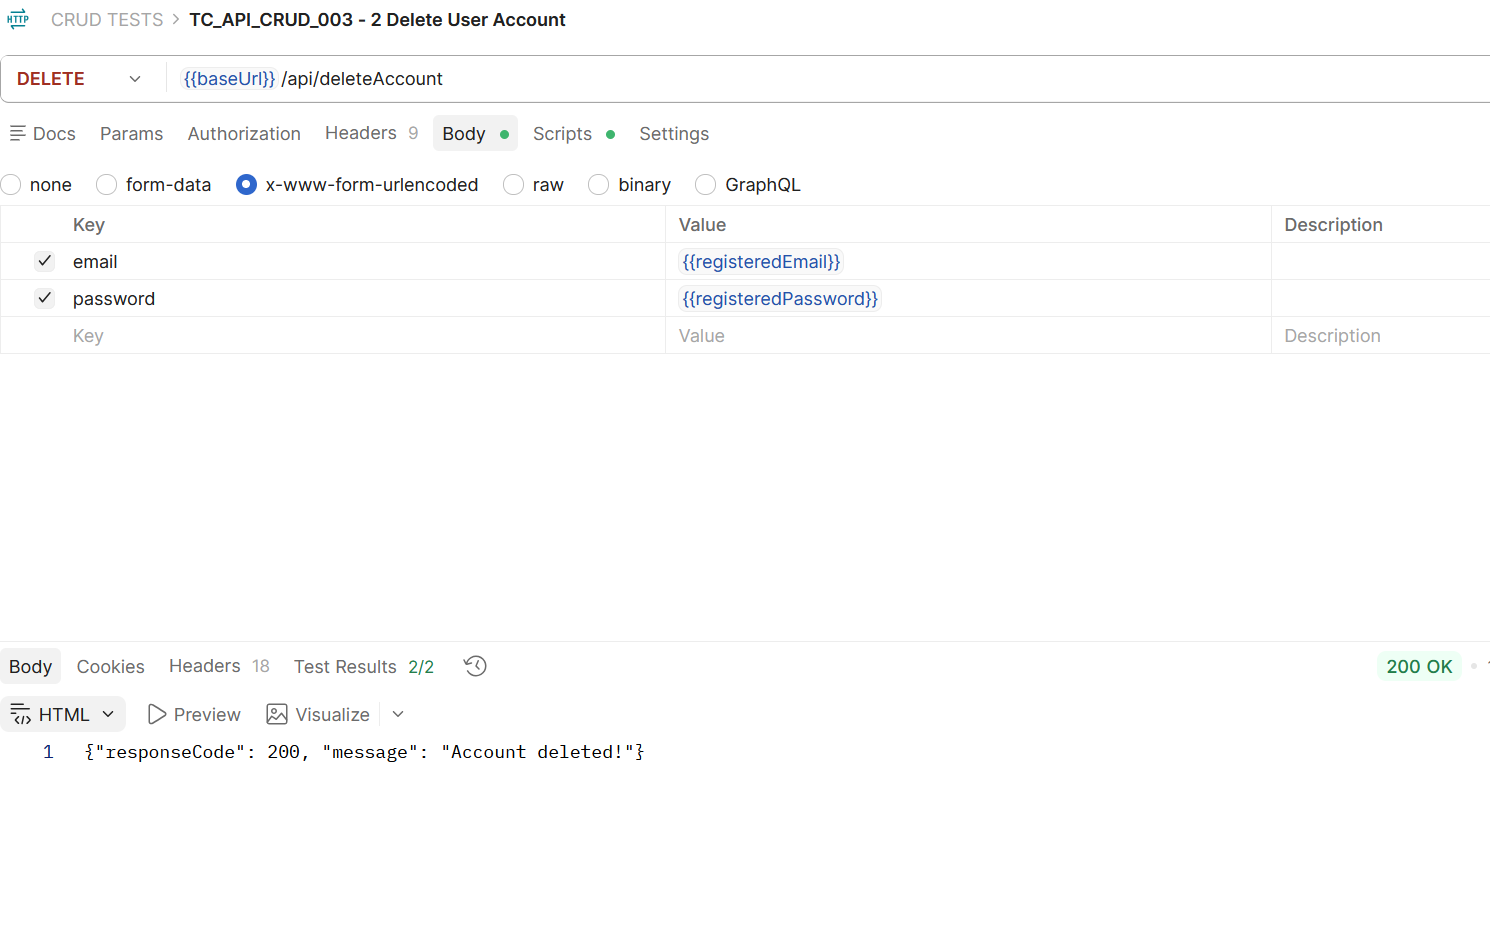 HTTP CRUD TESTS > TC_API_CRUD_003 - 2 Delete User Account
DELETE {{baseUrl}} /api/deleteAccount
Docs Params Authorization Headers 9 Body Scripts Settings
none form-data x-www-form-urlencoded raw binary GraphQL
Key Value Description
email {{registeredEmail}}
password {{registeredPassword}}
Key Value Description
Body Cookies Headers 18 Test Results 2/2 200 OK
HTML Preview Visualize
1 {"responseCode": 200, "message": "Account deleted!"}